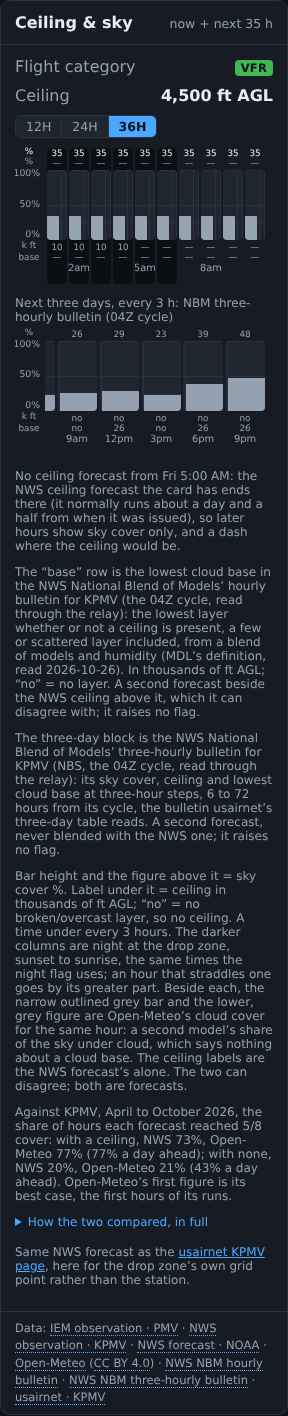 Ceiling & sky now + next 35 h
Flight category VFR
Ceiling 4,500 ft AGL
12H 24H 36H
% 35 35 35 35 35 35 35 35 35 35
% — — — — — — — — — —
100%
50%
0%
k ft 10 10 10 10 — — — — — —
base — — — — — — — — — —
2am 5am 8am
Next three days, every 3 h: NBM three-
hourly bulletin (04Z cycle)
% 26 29 23 39 48
100%
50%
0%
k ft no no no no no
base no 26 no 26 26
9am 12pm 3pm 6pm 9pm
No ceiling forecast from Fri 5:00 AM: the
NWS ceiling forecast the card has ends
there (it normally runs about a day and a
half from when it was issued), so later
hours show sky cover only, and a dash
where the ceiling would be.
The “base” row is the lowest cloud base in
the NWS National Blend of Models’ hourly
bulletin for KPMV (the 04Z cycle, read
through the relay): the lowest layer
whether or not a ceiling is present, a few
or scattered layer included, from a blend
of models and humidity (MDL’s definition,
read 2026-10-26). In thousands of ft AGL;
“no” = no layer. A second forecast beside
the NWS ceiling above it, which it can
disagree with; it raises no flag.
The three-day block is the NWS National
Blend of Models’ three-hourly bulletin for
KPMV (NBS, the 04Z cycle, read through
the relay): its sky cover, ceiling and lowest
cloud base at three-hour steps, 6 to 72
hours from its cycle, the bulletin usairnet’s
three-day table reads. A second forecast,
never blended with the NWS one; it raises
no flag.
Bar height and the figure above it = sky
cover %. Label under it = ceiling in
thousands of ft AGL; “no” = no
broken/overcast layer, so no ceiling. A
time under every 3 hours. The darker
columns are night at the drop zone,
sunset to sunrise, the same times the
night flag uses; an hour that straddles one
goes by its greater part. Beside each, the
narrow outlined grey bar and the lower,
grey figure are Open-Meteo’s cloud cover
for the same hour: a second model’s share
of the sky under cloud, which says nothing
about a cloud base. The ceiling labels are
the NWS forecast’s alone. The two can
disagree; both are forecasts.
Against KPMV, April to October 2026, the
share of hours each forecast reached 5/8
cover: with a ceiling, NWS 73%, Open-
Meteo 77% (77% a day ahead); with none,
NWS 20%, Open-Meteo 21% (43% a day
ahead). Open-Meteo’s first figure is its
best case, the first hours of its runs.
▶ How the two compared, in full
Same NWS forecast as the usairnet KPMV
page, here for the drop zone’s own grid
point rather than the station.
Data: IEM observation · PMV · NWS
observation · KPMV · NWS forecast · NOAA ·
Open-Meteo (CC BY 4.0) · NWS NBM hourly
bulletin · NWS NBM three-hourly bulletin ·
usairnet · KPMV